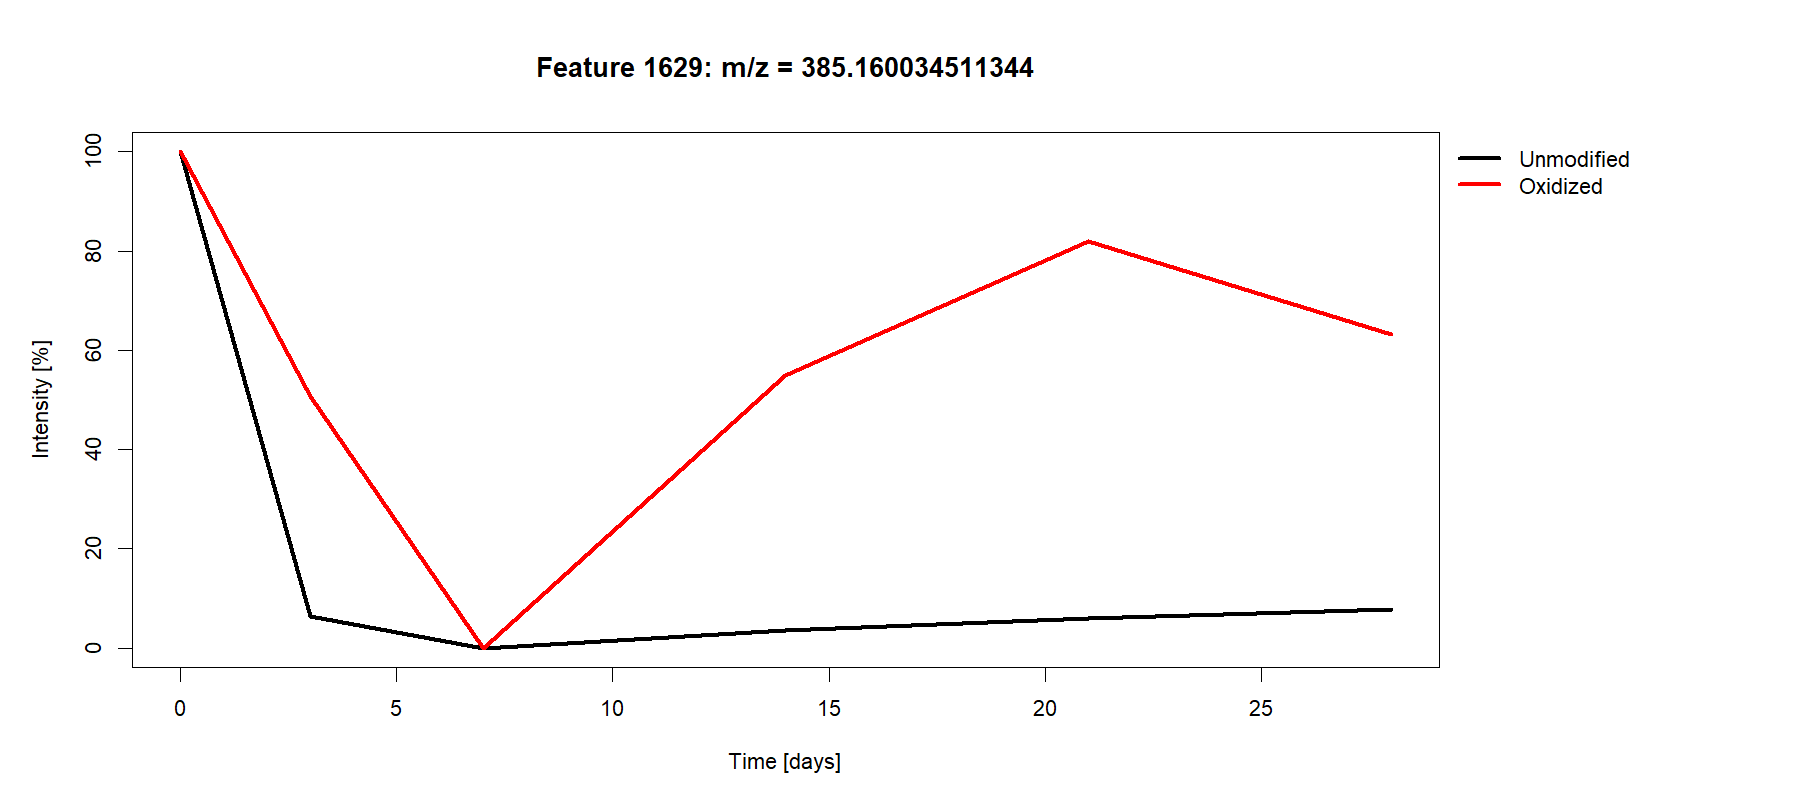 Feature 1629: m/z = 385.160034511344
Unmodified
Oxidized
Intensity [%]
100
80
60
40
20
0
0 5 10 15 20 25
Time [days]